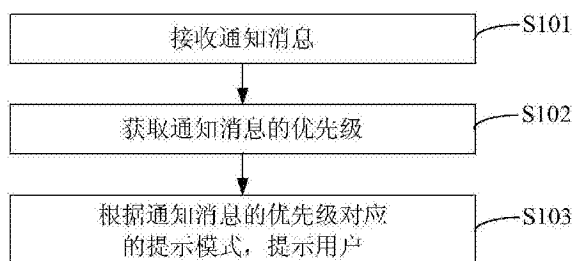 接收通知消息
S101
获取通知消息的优先级
S102
根据通知消息的优先级对应
的提示模式，提示用户
S103